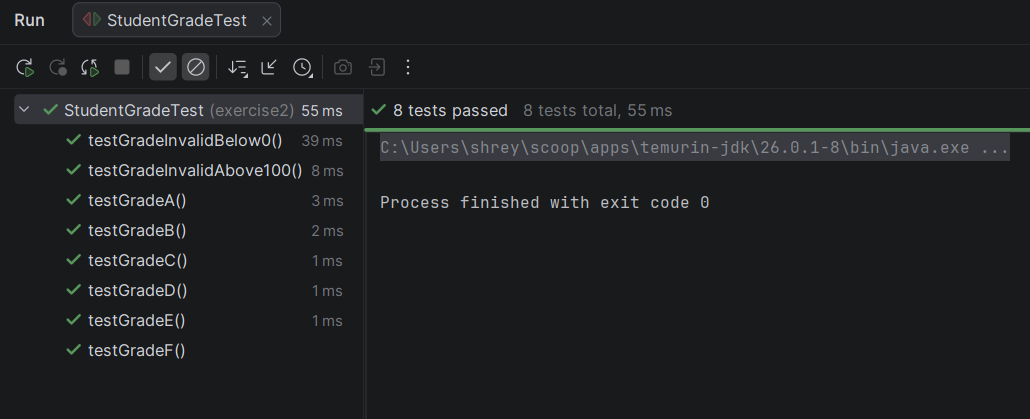 Run
StudentGradeTest
StudentGradeTest (exercise2) 55 ms
testGradeInvalidBelow0() 39 ms
testGradeInvalidAbove100() 8 ms
testGradeA() 3 ms
testGradeB() 2 ms
testGradeC() 1 ms
testGradeD() 1 ms
testGradeE() 1 ms
testGradeF()
8 tests passed 8 tests total, 55 ms
C:\Users\shrey\scoop\apps\temurin-jdk\26.0.1-8\bin\java.exe ...
Process finished with exit code 0